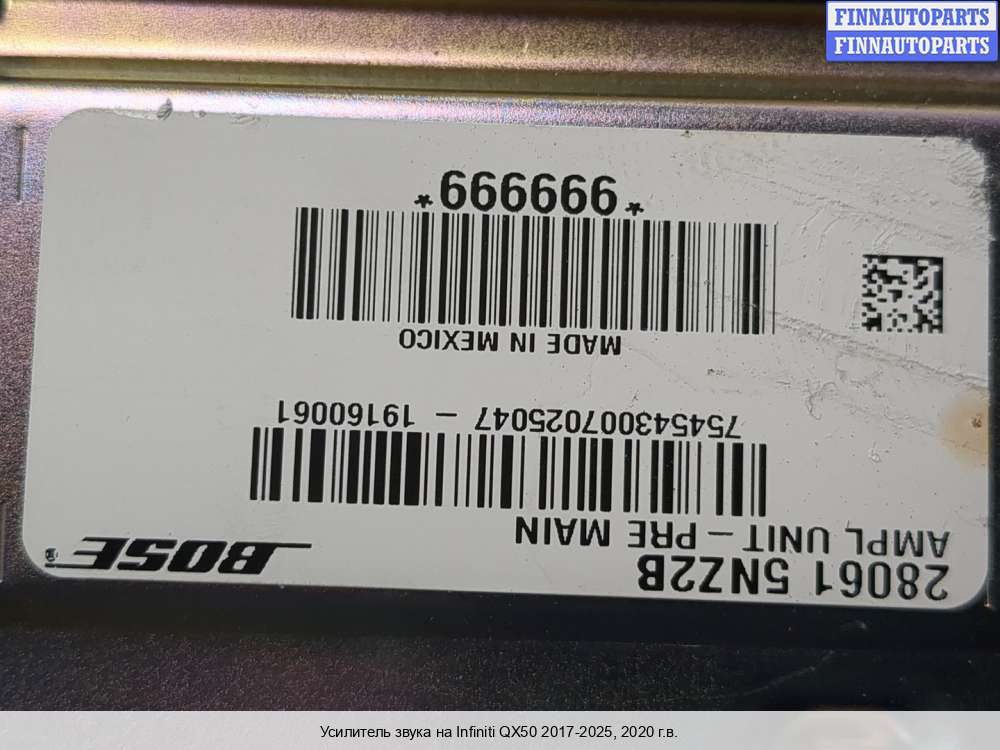 FINNAUTOPARTS
FINNAUTOPARTS
28061 5NZ2B
AMPL UNIT-PRE MAIN
BOSE
754543007025047 - 19160061
MADE IN MEXICO
*999999*
Усилитель звука на Infiniti QX50 2017-2025, 2020 г.в.